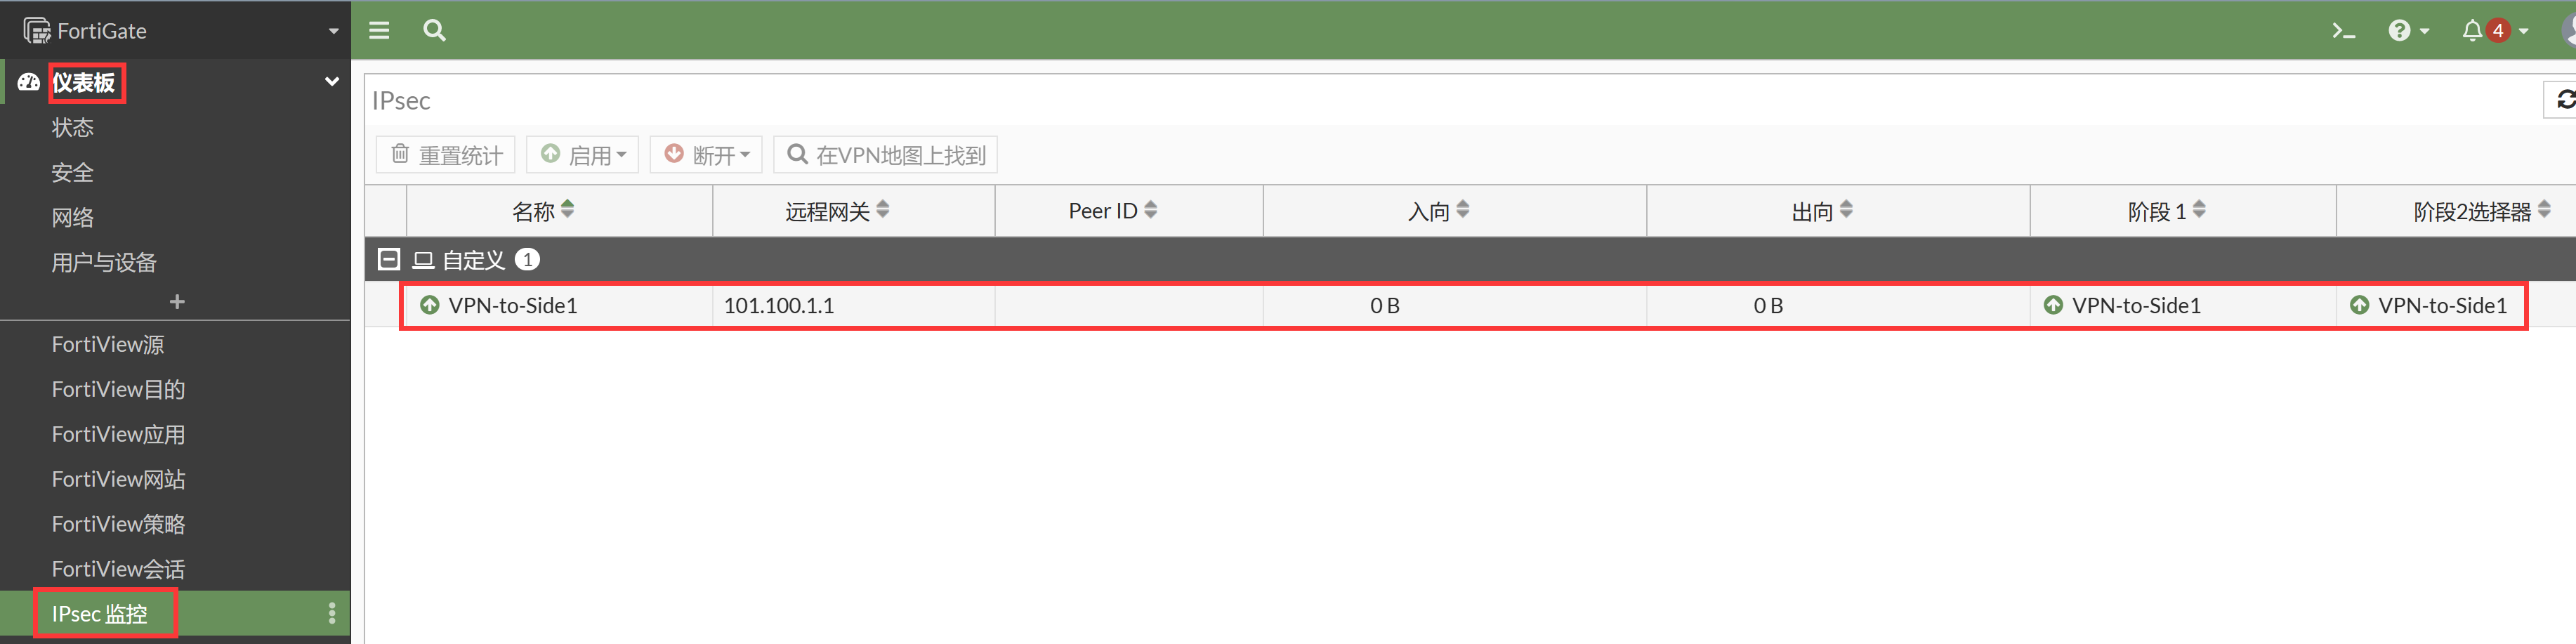 FortiGate
4
仪表板
状态
安全
网络
用户与设备
FortiView源
FortiView目的
FortiView应用
FortiView网站
FortiView策略
FortiView会话
IPsec 监控
IPsec
重置统计 启用 断开 在VPN地图上找到
名称 远程网关 Peer ID 入向 出向 阶段 1 阶段2选择器
自定义 1
VPN-to-Side1 101.100.1.1 0 B 0 B VPN-to-Side1 VPN-to-Side1